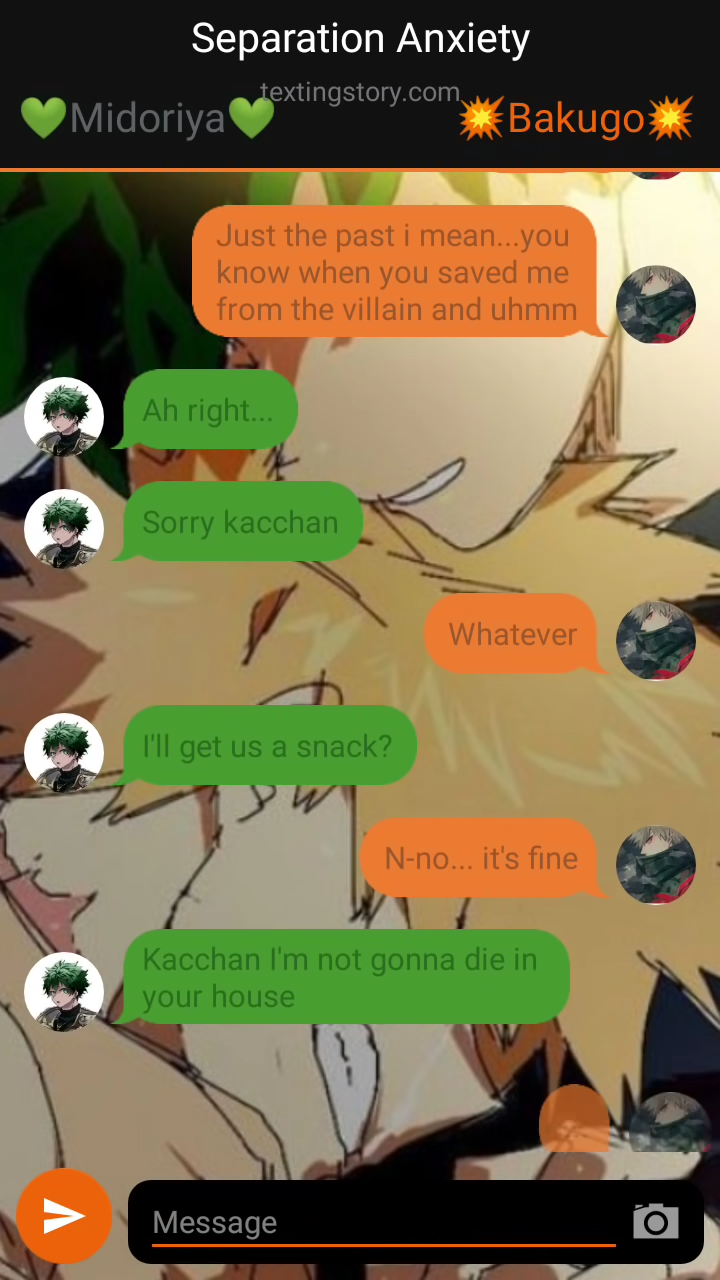 Separation Anxiety
textingstory.com
💚Midoriya💚
💥Bakugo💥
Just the past i mean...you
know when you saved me
from the villain and uhmm
Ah right...
Sorry kacchan
Whatever
I'll get us a snack?
N-no... it's fine
Kacchan I'm not gonna die in
your house
Message